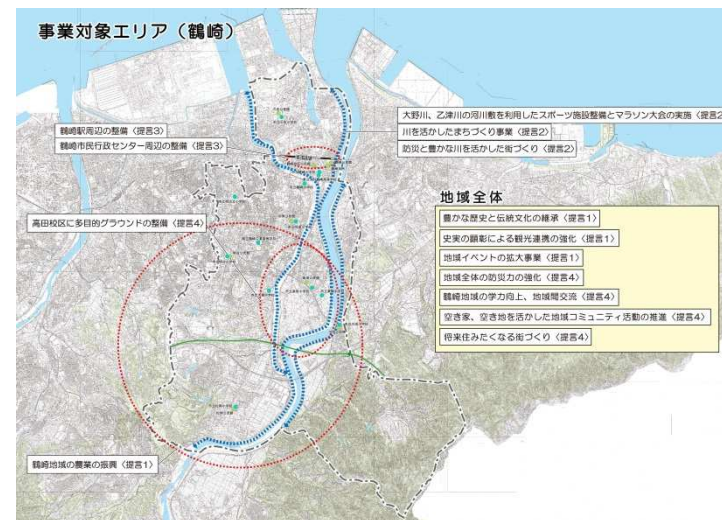 事業対象エリア（鶴崎）
大野川、乙津川の河川敷を利用したスポーツ施設整備とマラソン大会の実施〈提言2
川を活かしたまちづくり事業〈提言2〉
防災と豊かな川を活かした街づくり〈提言2〉
鶴崎駅周辺の整備〈提言3〉
鶴崎市民行政センター周辺の整備〈提言3〉
高田校区に多目的グラウンドの整備〈提言4〉
地域全体
豊かな歴史と伝統文化の継承〈提言1〉
史実の顕彰による観光連携の強化〈提言1〉
地域イベントの拡大事業〈提言1〉
地域全体の防災力の強化〈提言4〉
鶴崎地域の学力向上、地域間交流〈提言4〉
空き家、空き地を活かした地域コミュニティ活動の推進〈提言4〉
将来住みたくなる街づくり〈提言4〉
鶴崎地域の農業の振興〈提言1〉